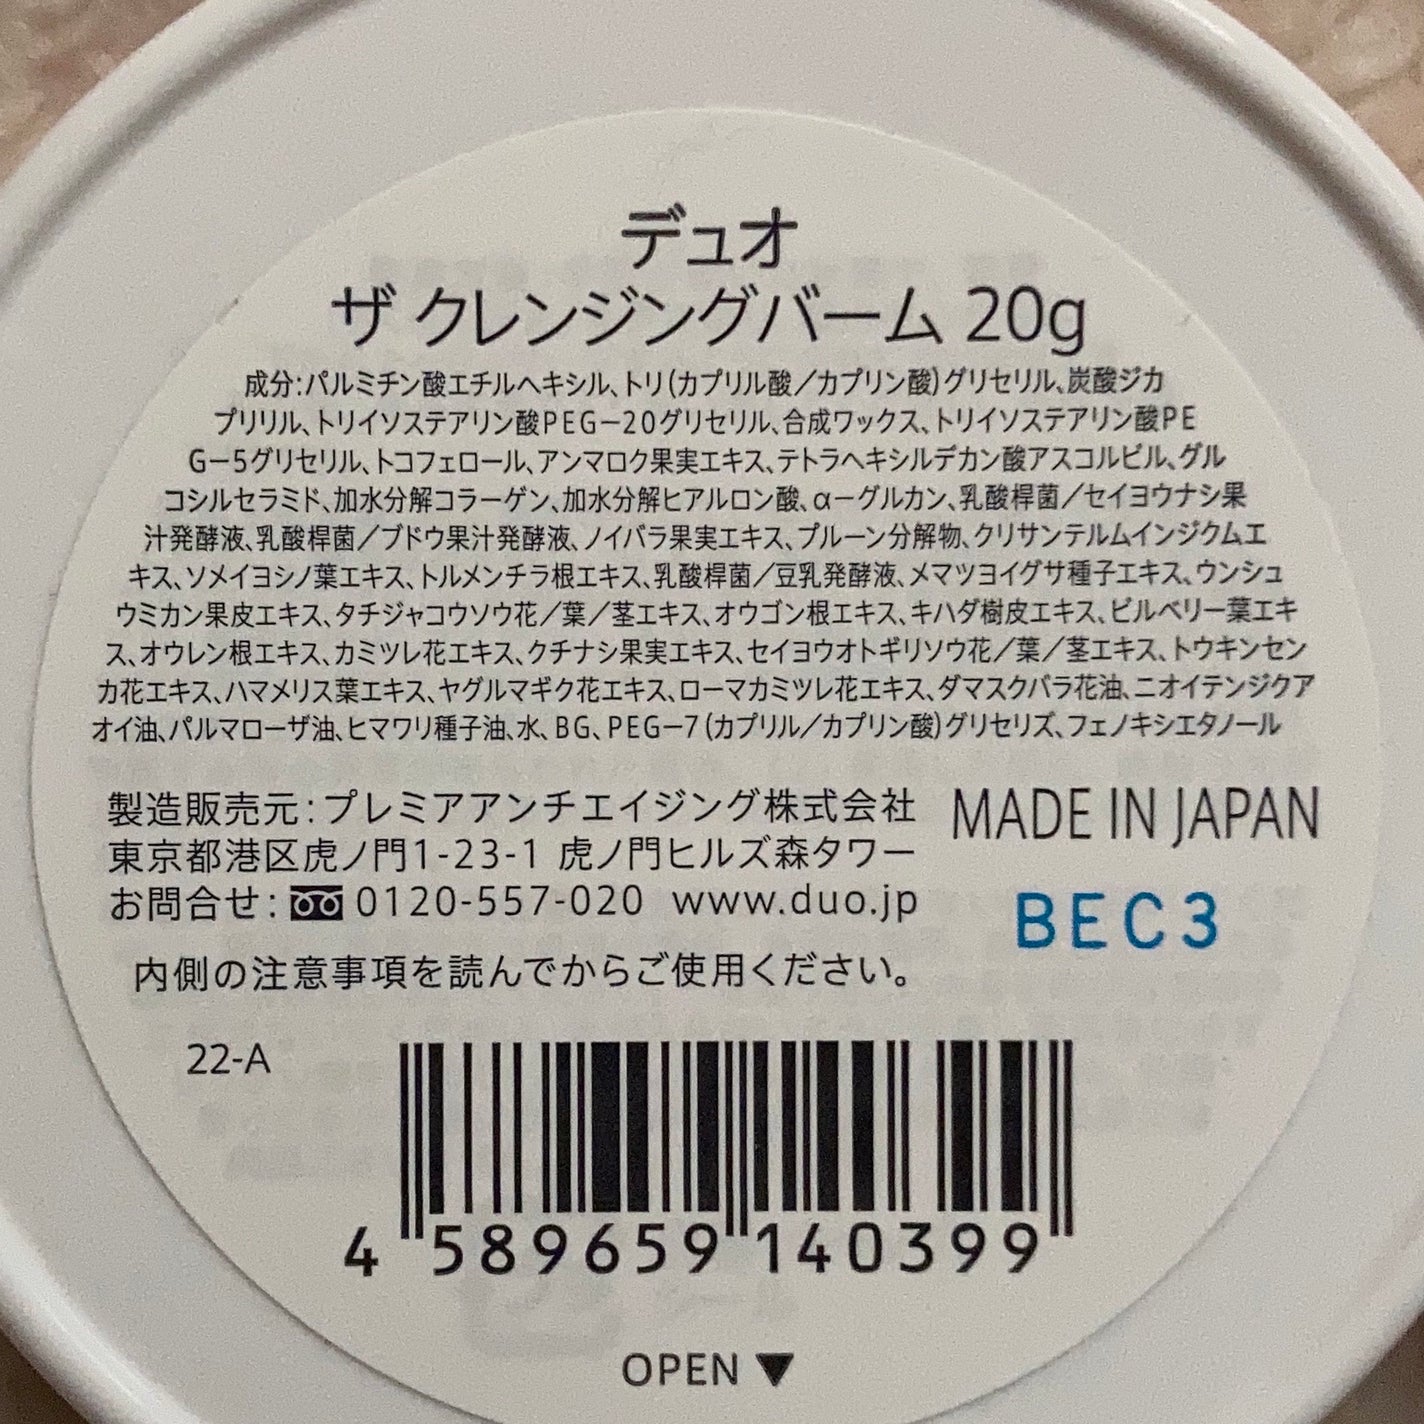 デュオ
ザ クレンジングバーム 20g
成分:パルミチン酸エチルヘキシル、トリ(カプリル酸／カプリン酸)グリセリル、炭酸ジカ
プリリル、トリイソステアリン酸PEG－20グリセリル、合成ワックス、トリイソステアリン酸PE
G－5グリセリル、トコフェロール、アンマロク果実エキス、テトラヘキシルデカン酸アスコルビル、グル
コシルセラミド、加水分解コラーゲン、加水分解ヒアルロン酸、α－グルカン、乳酸桿菌／セイヨウナシ果
汁発酵液、乳酸桿菌／ブドウ果汁発酵液、ノイバラ果実エキス、プルーン分解物、クリサンテルムインジクムエ
キス、ソメイヨシノ葉エキス、トルメンチラ根エキス、乳酸桿菌／豆乳発酵液、メマツヨイグサ種子エキス、ウンシュ
ウミカン果皮エキス、タチジャコウソウ花／葉／茎エキス、オウゴン根エキス、キハダ樹皮エキス、ビルベリー葉エキ
ス、オウレン根エキス、カミツレ花エキス、クチナシ果実エキス、セイヨウオトギリソウ花／葉／茎エキス、トウキンセン
カ花エキス、ハマメリス葉エキス、ヤグルマギク花エキス、ローマカミツレ花エキス、ダマスクバラ花油、ニオイテンジクア
オイ油、パルマローザ油、ヒマワリ種子油、水、BG、PEG－7(カプリル／カプリン酸)グリセリズ、フェノキシエタノール
製造販売元:プレミアアンチエイジング株式会社
東京都港区虎ノ門1-23-1 虎ノ門ヒルズ森タワー
お問合せ: 0120-557-020 www.duo.jp
MADE IN JAPAN
BEC3
内側の注意事項を読んでからご使用ください。
22-A
4 589659 140399
OPEN ▼